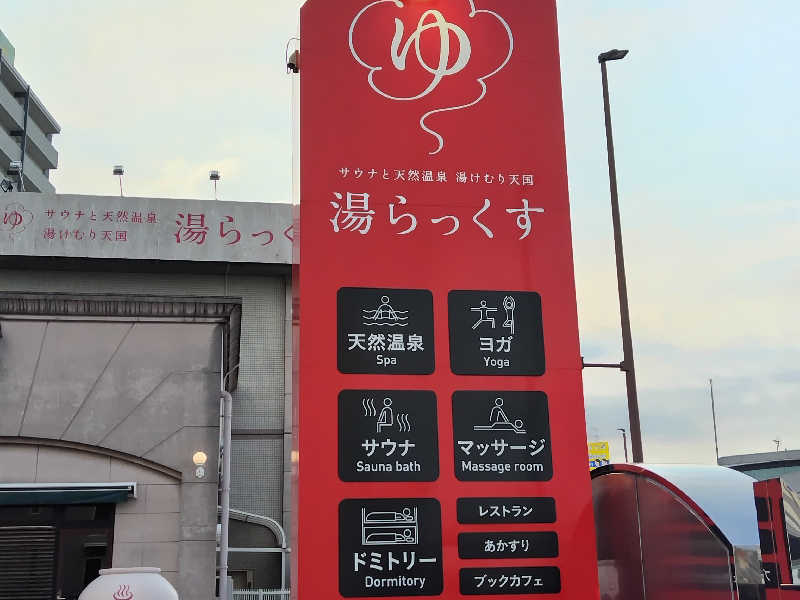 ゆ
サウナと天然温泉 湯けむり天国
湯らっくす
天然温泉
Spa
ヨガ
Yoga
サウナ
Sauna bath
マッサージ
Massage room
ドミトリー
Dormitory
レストラン
あかすり
ブックカフェ
ゆ
サウナと天然温泉
湯けむり天国
湯らっく